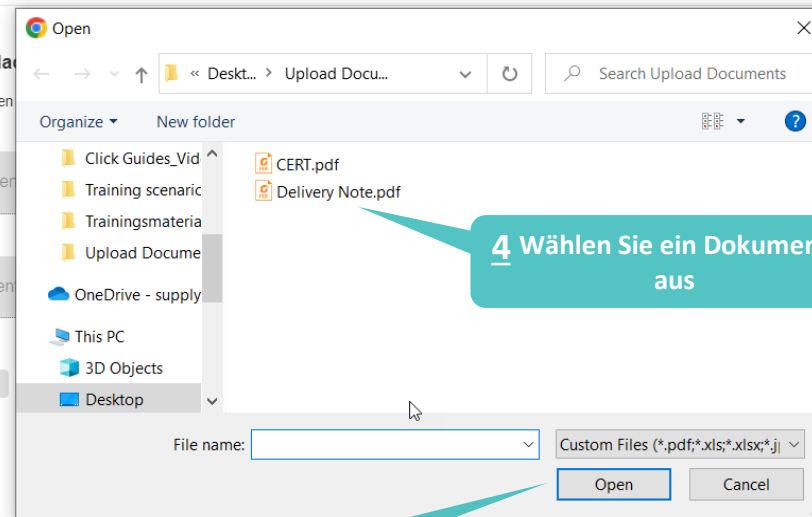 Open
« Deskt... > Upload Docu...
Search Upload Documents
Organize
New folder
Click Guides_Vid
Training scenaric
Trainingsmateria
Upload Docume
OneDrive - supply
This PC
3D Objects
Desktop
CERT.pdf
Delivery Note.pdf
4 Wählen Sie ein Dokumen
aus
File name:
Custom Files (*.pdf;*.xls;*.xlsx;*.j
Open
Cancel